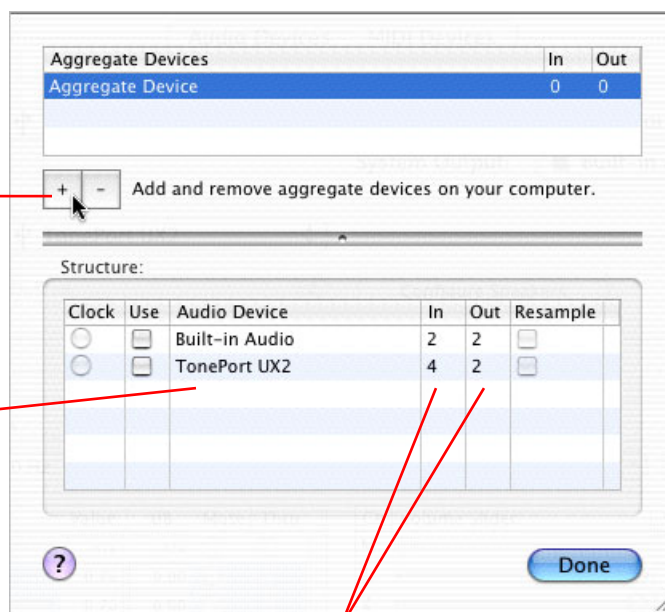 Aggregate Devices In Out
Aggregate Device 0 0
+ - Add and remove aggregate devices on your computer.
Structure:
Clock Use Audio Device In Out Resample
Built-in Audio 2 2
TonePort UX2 4 2
? Done